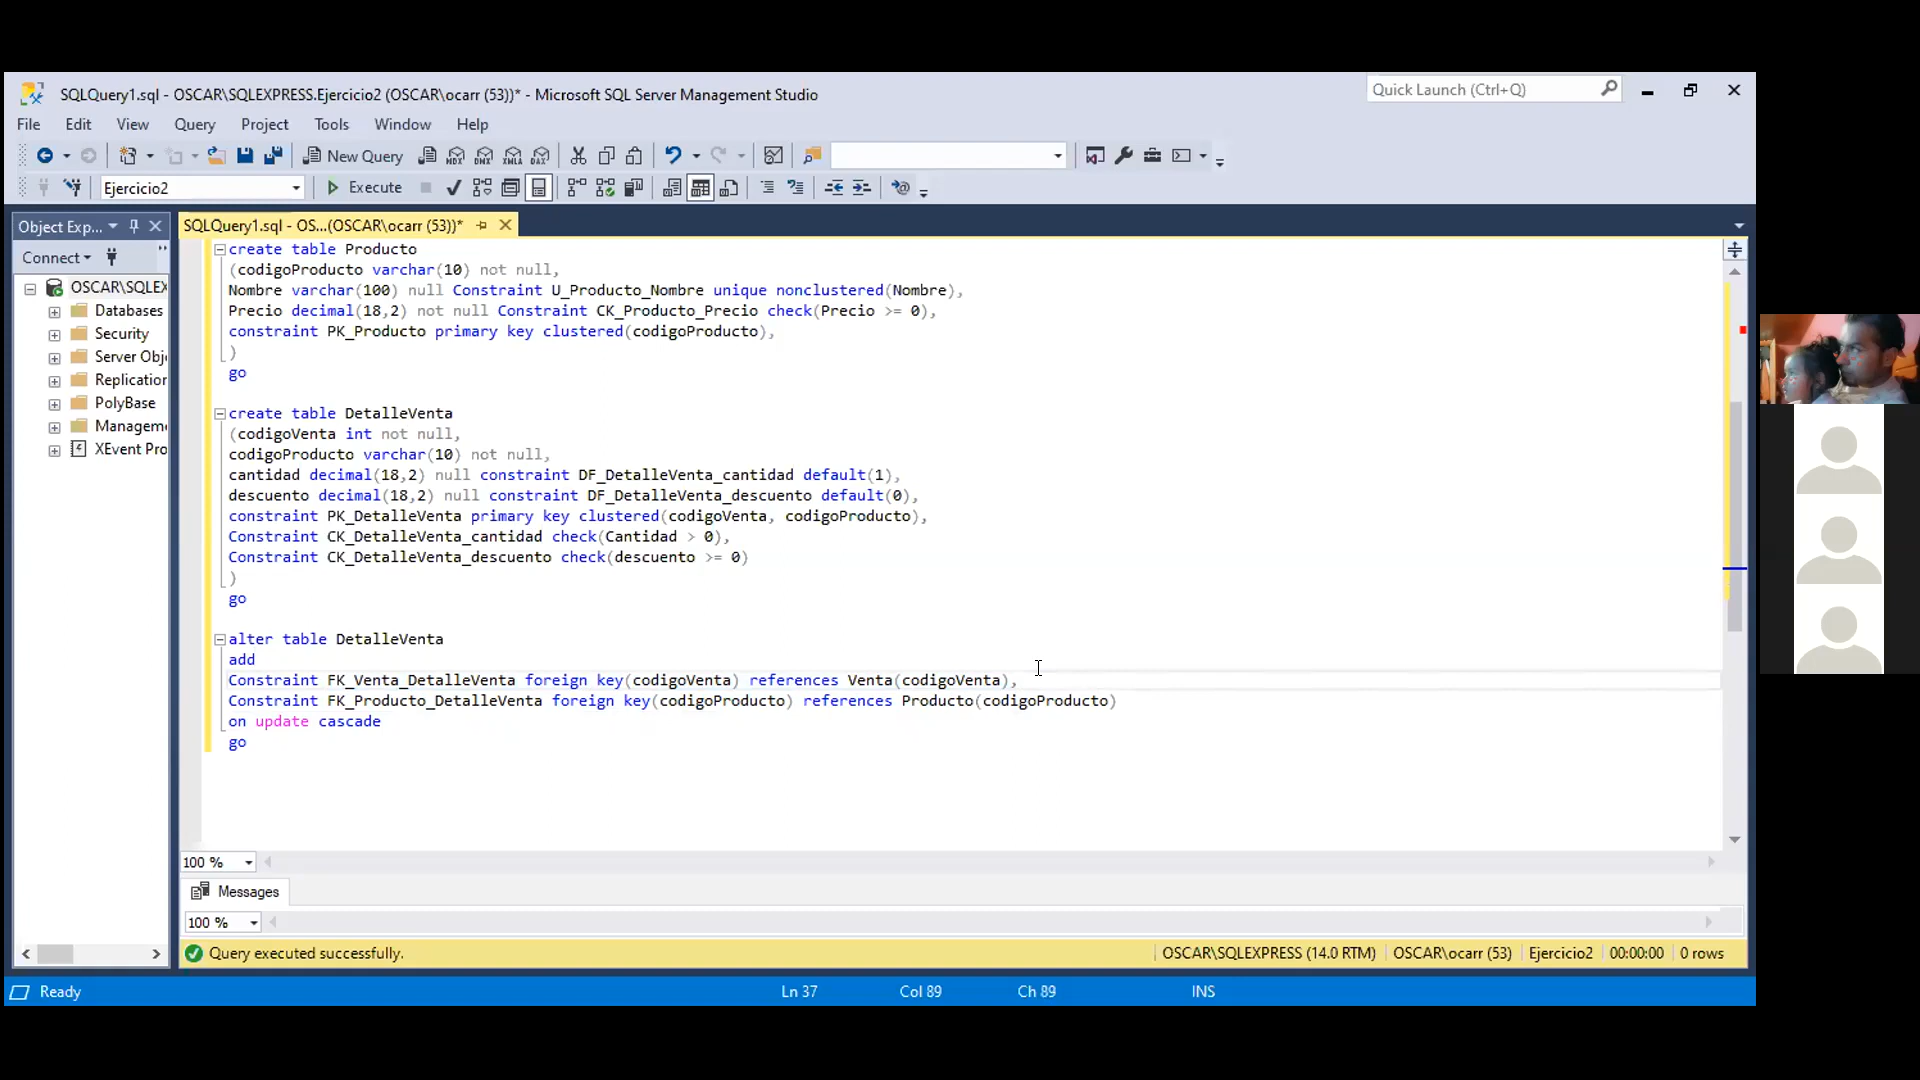 SQLQuery1.sql - OSCAR\SQLEXPRESS.Ejercicio2 (OSCAR\ocarr (53))* - Microsoft SQL Server Management Studio
Quick Launch (Ctrl+Q)
File Edit View Query Project Tools Window Help
New Query MDX DMX XMLA DAX
Ejercicio2 Execute
Object Exp...
SQLQuery1.sql - OS...(OSCAR\ocarr (53))*
Connect
OSCAR\SQLEX
Databases
Security
Server Obj
Replication
PolyBase
Managem
XEvent Pro
create table Producto
(codigoProducto varchar(10) not null,
Nombre varchar(100) null Constraint U_Producto_Nombre unique nonclustered(Nombre),
Precio decimal(18,2) not null Constraint CK_Producto_Precio check(Precio >= 0),
constraint PK_Producto primary key clustered(codigoProducto),
)
go
create table DetalleVenta
(codigoVenta int not null,
codigoProducto varchar(10) not null,
cantidad decimal(18,2) null constraint DF_DetalleVenta_cantidad default(1),
descuento decimal(18,2) null constraint DF_DetalleVenta_descuento default(0),
constraint PK_DetalleVenta primary key clustered(codigoVenta, codigoProducto),
Constraint CK_DetalleVenta_cantidad check(Cantidad > 0),
Constraint CK_DetalleVenta_descuento check(descuento >= 0)
)
go
alter table DetalleVenta
add
Constraint FK_Venta_DetalleVenta foreign key(codigoVenta) references Venta(codigoVenta),
Constraint FK_Producto_DetalleVenta foreign key(codigoProducto) references Producto(codigoProducto)
on update cascade
go
100 %
Messages
100 %
Query executed successfully.
OSCAR\SQLEXPRESS (14.0 RTM) OSCAR\ocarr (53) Ejercicio2 00:00:00 0 rows
Ready Ln 37 Col 89 Ch 89 INS